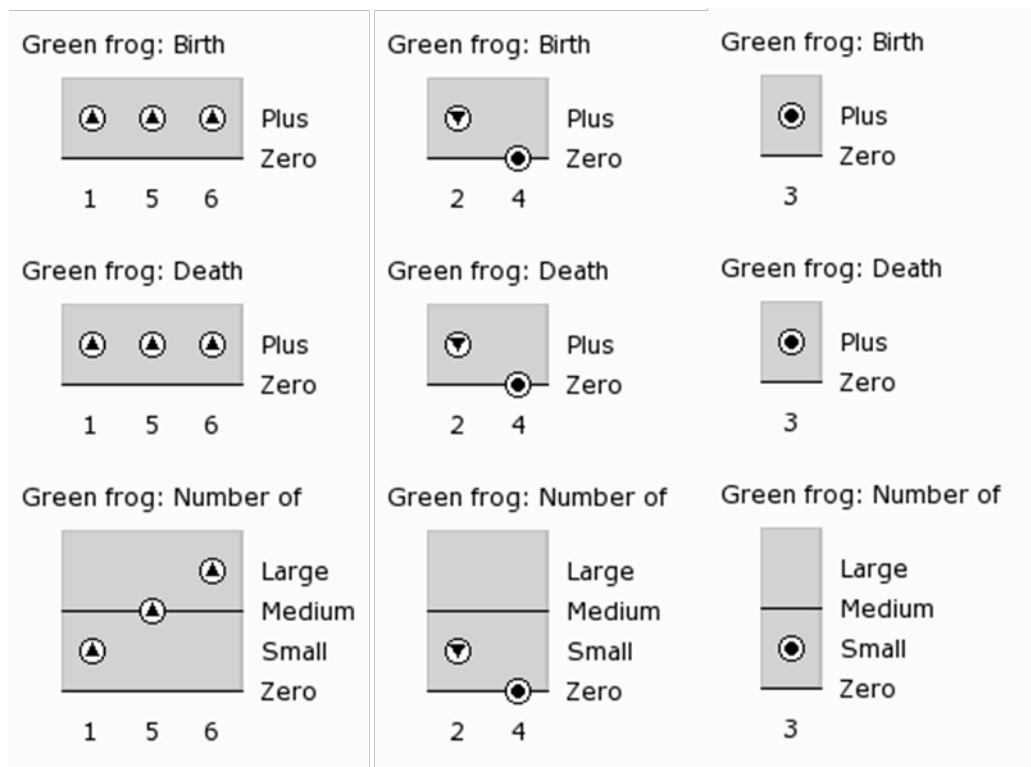 Green frog: Birth
Plus
Zero
1 5 6
Green frog: Death
Plus
Zero
1 5 6
Green frog: Number of
Large
Medium
Small
Zero
1 5 6
Green frog: Birth
Plus
Zero
2 4
Green frog: Death
Plus
Zero
2 4
Green frog: Number of
Large
Medium
Small
Zero
2 4
Green frog: Birth
Plus
Zero
3
Green frog: Death
Plus
Zero
3
Green frog: Number of
Large
Medium
Small
Zero
3